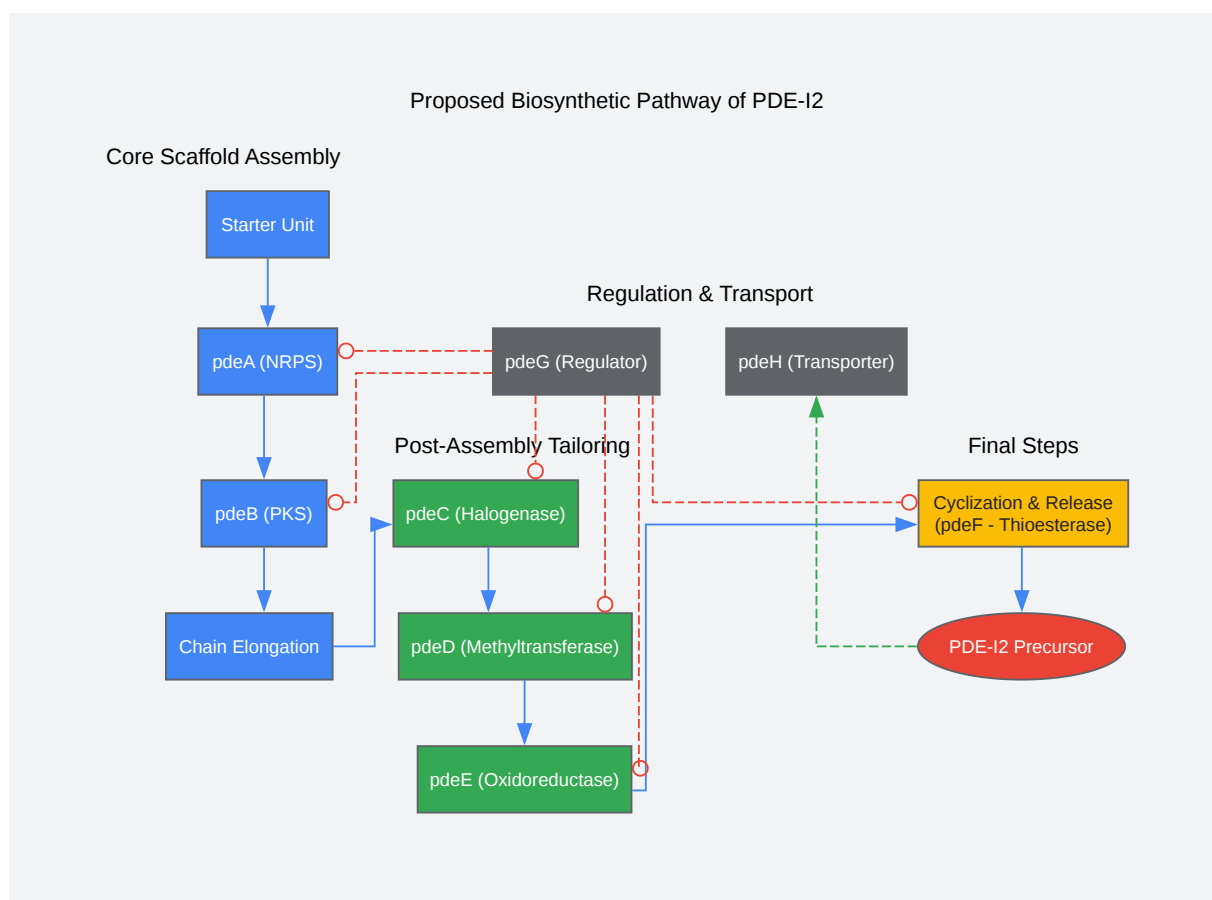 Proposed Biosynthetic Pathway of PDE-I2
Core Scaffold Assembly
Starter Unit
Regulation & Transport
pdeA (NRPS)
pdeG (Regulator)
pdeH (Transporter)
Post-Assembly Tailoring
Final Steps
pdeB (PKS)
pdeC (Halogenase)
Cyclization & Release
(pdeF - Thioesterase)
Chain Elongation
pdeD (Methyltransferase)
PDE-I2 Precursor
pdeE (Oxidoreductase)